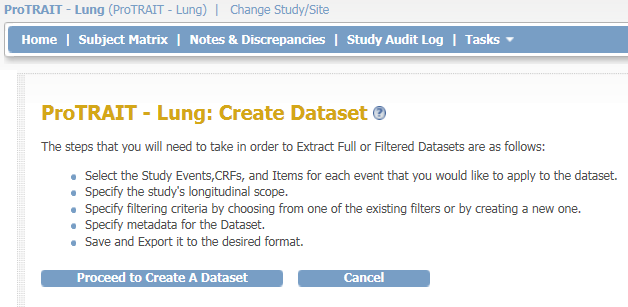 ProTRAIT - Lung (ProTRAIT - Lung) | Change Study/Site
Home | Subject Matrix | Notes & Discrepancies | Study Audit Log | Tasks
ProTRAIT - Lung: Create Dataset ?
The steps that you will need to take in order to Extract Full or Filtered Datasets are as follows:
Select the Study Events,CRFs, and Items for each event that you would like to apply to the dataset.
Specify the study's longitudinal scope.
Specify filtering criteria by choosing from one of the existing filters or by creating a new one.
Specify metadata for the Dataset.
Save and Export it to the desired format.
Proceed to Create A Dataset Cancel